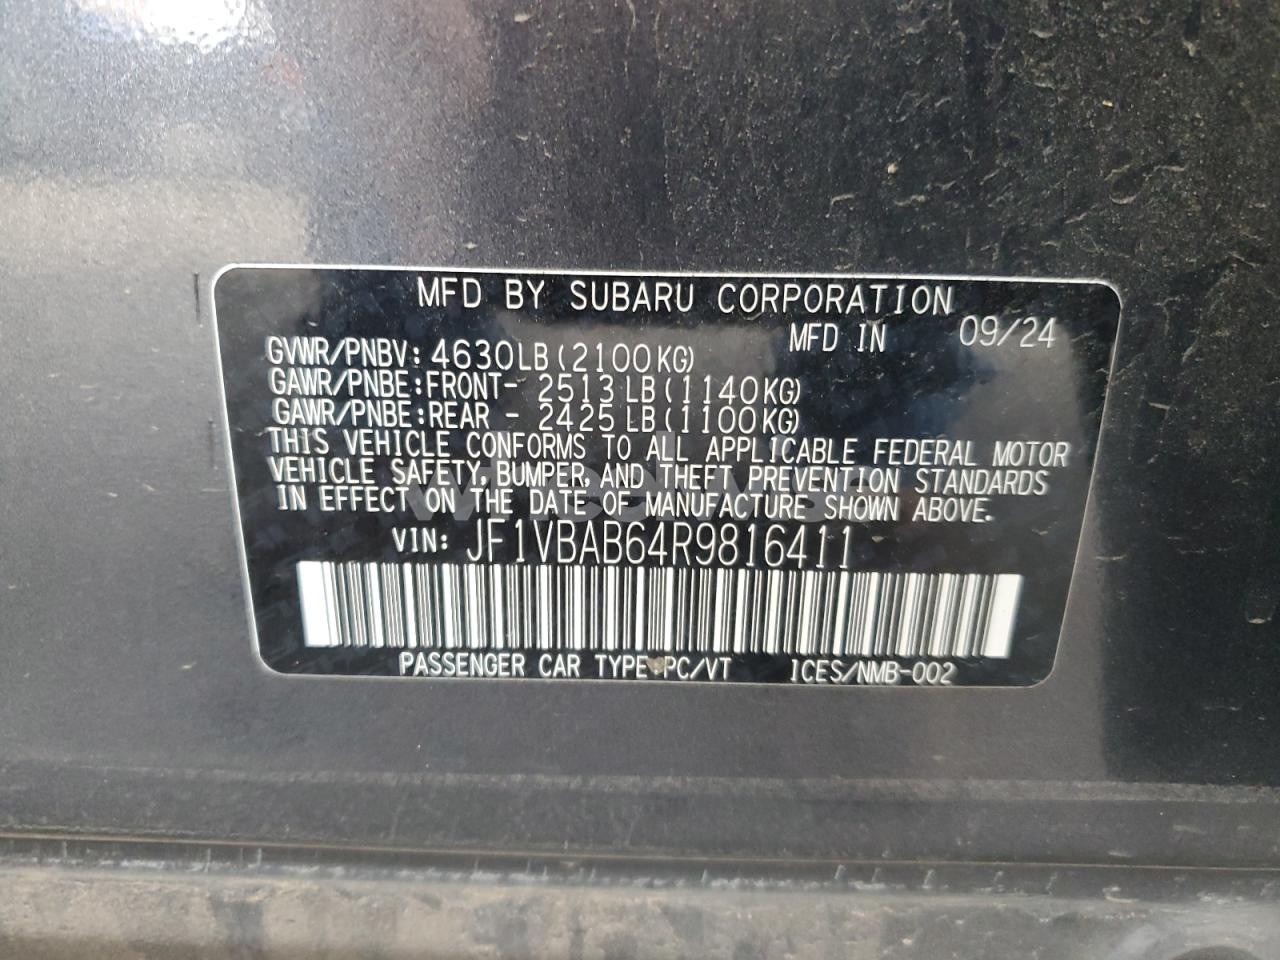 MFD BY SUBARU CORPORATION
MFD IN 09/24
GVWR/PNBV: 4630LB (2100KG)
GAWR/PNBE: FRONT- 2513 LB (1140KG)
GAWR/PNBE: REAR - 2425 LB (1100KG)
THIS VEHICLE CONFORMS TO ALL APPLICABLE FEDERAL MOTOR
VEHICLE SAFETY, BUMPER, AND THEFT PREVENTION STANDARDS
IN EFFECT ON THE DATE OF MANUFACTURE SHOWN ABOVE.
VIN: JF1VBAB64R9816411
PASSENGER CAR TYPE:PC/VT ICES/NMB-002